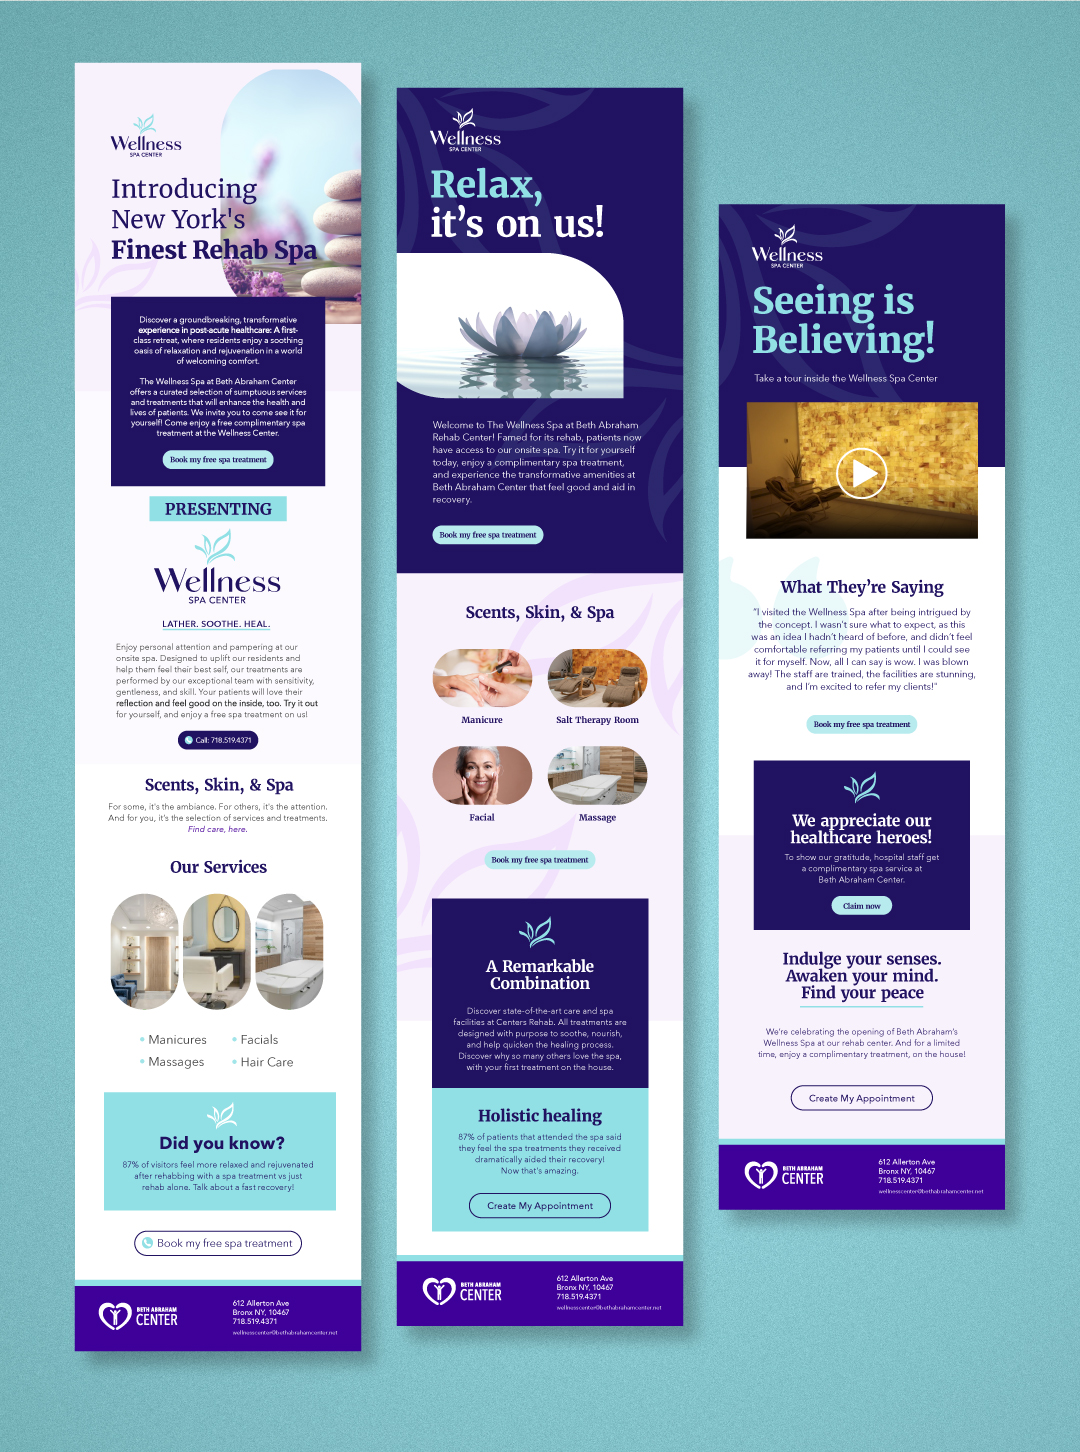 Wellness
SPA CENTER
Introducing
New York's
Finest Rehab Spa
Discover a groundbreaking, transformative
experience in post-acute healthcare: A first-
class retreat, where residents enjoy a soothing
oasis of relaxation and rejuvenation in a world
of welcoming comfort.
The Wellness Spa at Beth Abraham Center
offers a curated selection of sumptuous services
and treatments that will enhance the health and
lives of patients. We invite you to come see it for
yourself! Come enjoy a free complimentary spa
treatment at the Wellness Center.
Book my free spa treatment
PRESENTING
Wellness
SPA CENTER
LATHER. SOOTHE. HEAL.
Enjoy personal attention and pampering at our
onsite spa. Designed to uplift our residents and
help them feel their best self, our treatments are
performed by our exceptional team with sensitivity,
gentleness, and skill. Your patients will love their
reflection and feel good on the inside, too. Try it out
for yourself, and enjoy a free spa treatment on us!
Call: 718.519.4371
Scents, Skin, & Spa
For some, it's the ambiance. For others, it's the attention.
And for you, it's the selection of services and treatments.
Find care, here.
Our Services
• Manicures
• Facials
• Massages
• Hair Care
Did you know?
87% of visitors feel more relaxed and rejuvenated
after rehabbing with a spa treatment vs just
rehab alone. Talk about a fast recovery!
Book my free spa treatment
BETH ABRAHAM
CENTER
612 Allerton Ave
Bronx NY, 10467
718.519.4371
wellnesscenter@bethabrahamcenter.net
Wellness
SPA CENTER
Relax,
it's on us!
Welcome to The Wellness Spa at Beth Abraham
Rehab Center! Famed for its rehab, patients now
have access to our onsite spa. Try it for yourself
today, enjoy a complimentary spa treatment,
and experience the transformative amenities at
Beth Abraham Center that feel good and aid in
recovery.
Book my free spa treatment
Scents, Skin, & Spa
Manicure
Salt Therapy Room
Facial
Massage
Book my free spa treatment
A Remarkable
Combination
Discover state-of-the-art care and spa
facilities at Centers Rehab. All treatments are
designed with purpose to soothe, nourish,
and help quicken the healing process.
Discover why so many others love the spa,
with your first treatment on the house.
Holistic healing
87% of patients that attended the spa said
they feel the spa treatments they received
dramatically aided their recovery!
Now that's amazing.
Create My Appointment
BETH ABRAHAM
CENTER
612 Allerton Ave
Bronx NY, 10467
718.519.4371
wellnesscenter@bethabrahamcenter.net
Wellness
SPA CENTER
Seeing is
Believing!
Take a tour inside the Wellness Spa Center
What They're Saying
"I visited the Wellness Spa after being intrigued by
the concept. I wasn't sure what to expect, as this
was an idea I hadn't heard of before, and didn't feel
comfortable referring my patients until I could see
it for myself. Now, all I can say is wow. I was blown
away! The staff are trained, the facilities are stunning,
and I'm excited to refer my clients!"
Book my free spa treatment
We appreciate our
healthcare heroes!
To show our gratitude, hospital staff get
a complimentary spa service at
Beth Abraham Center.
Claim now
Indulge your senses.
Awaken your mind.
Find your peace
We're celebrating the opening of Beth Abraham's
Wellness Spa at our rehab center. And for a limited
time, enjoy a complimentary treatment, on the house!
Create My Appointment
BETH ABRAHAM
CENTER
612 Allerton Ave
Bronx NY, 10467
718.519.4371
wellnesscenter@bethabrahamcenter.net